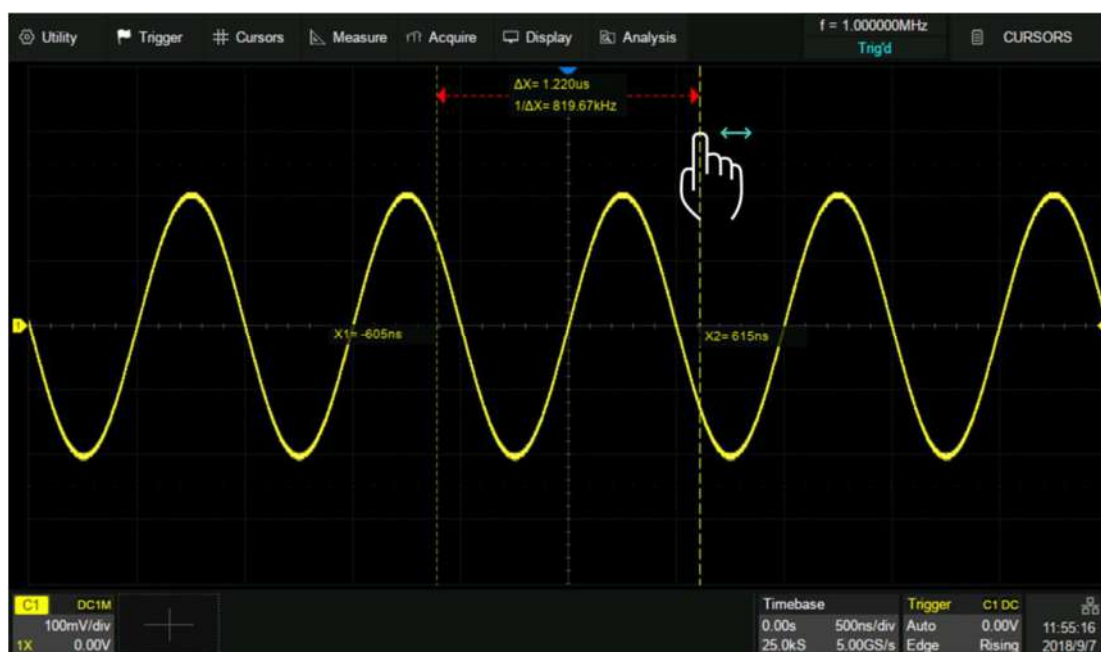 Utility Trigger Cursors Measure Acquire Display Analysis f = 1.000000MHz CURSORS
Trig'd
ΔX= 1.220us
1/ΔX= 819.67kHz
1
X1= -605ns X2= 615ns
C1 DC1M Timebase Trigger C1 DC
100mV/div 0.00s 500ns/div Auto 0.00V 11:55:16
1X 0.00V 25.0kS 5.00GS/s Edge Rising 2018/9/7